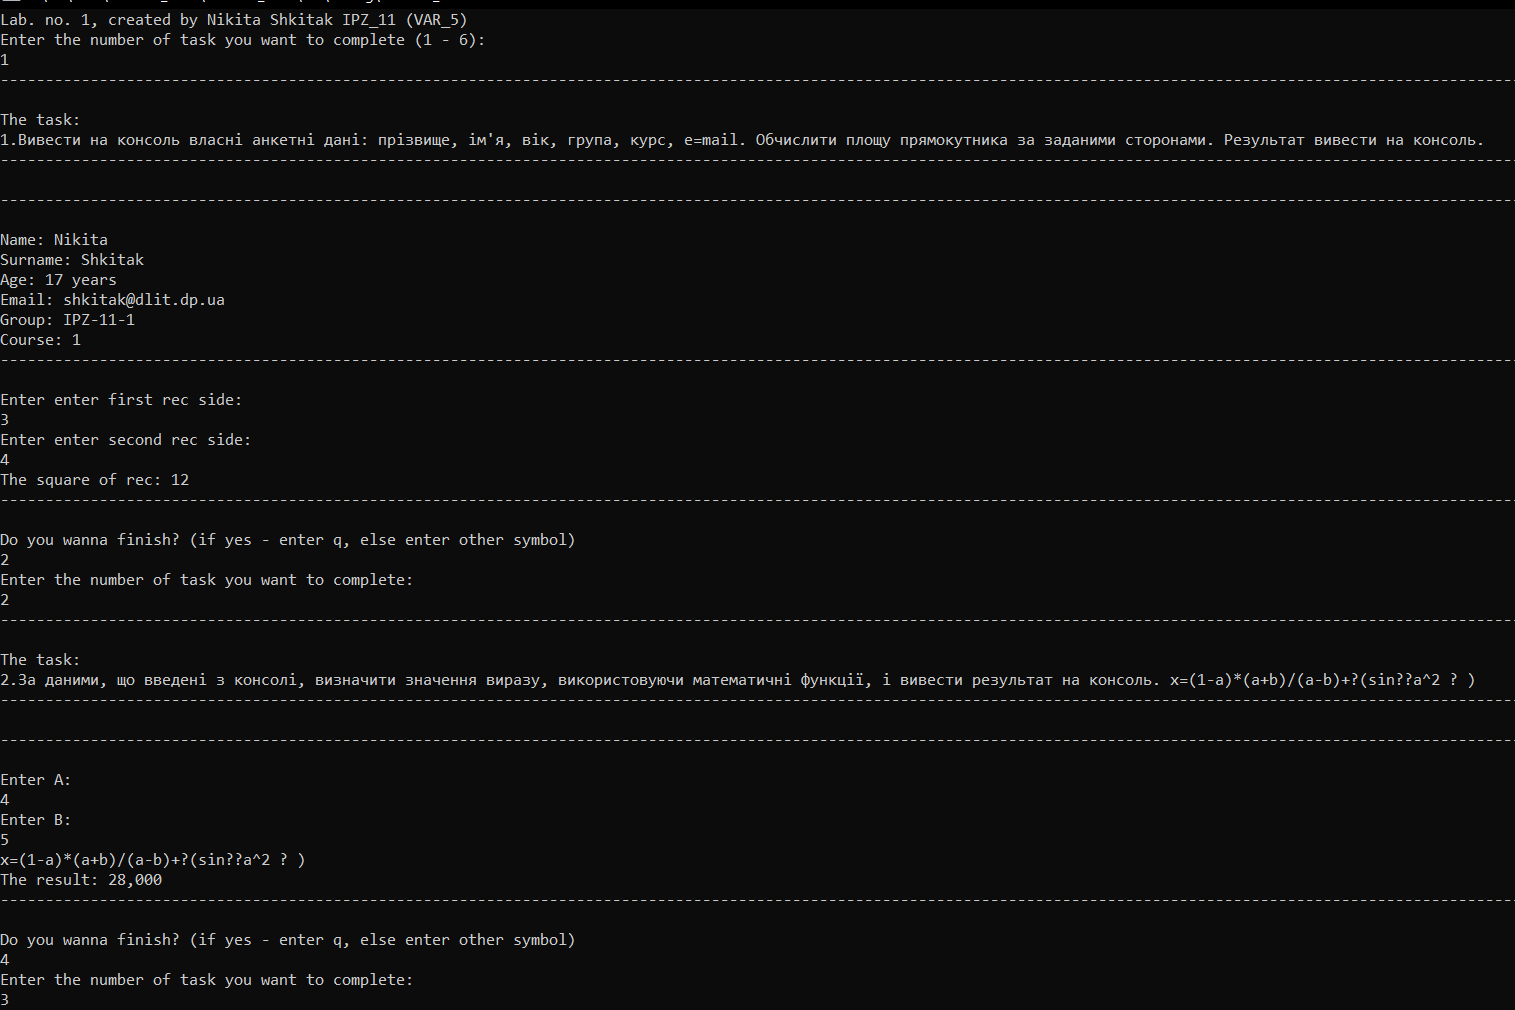 Lab. no. 1, created by Nikita Shkitak IPZ_11 (VAR_5)
Enter the number of task you want to complete (1 - 6):
1
------------------------------------------------------------------------------------------------------------------------
The task:
1.Вивести на консоль власні анкетні дані: прізвище, ім'я, вік, група, курс, e=mail. Обчислити площу прямокутника за заданими сторонами. Результат вивести на консоль.
------------------------------------------------------------------------------------------------------------------------
------------------------------------------------------------------------------------------------------------------------
Name: Nikita
Surname: Shkitak
Age: 17 years
Email: shkitak@dlit.dp.ua
Group: IPZ-11-1
Course: 1
------------------------------------------------------------------------------------------------------------------------
Enter enter first rec side:
3
Enter enter second rec side:
4
The square of rec: 12
------------------------------------------------------------------------------------------------------------------------
Do you wanna finish? (if yes - enter q, else enter other symbol)
2
Enter the number of task you want to complete:
2
------------------------------------------------------------------------------------------------------------------------
The task:
2.За даними, що введені з консолі, визначити значення виразу, використовуючи математичні функції, і вивести результат на консоль. x=(1-a)*(a+b)/(a-b)+?(sin??a^2 ? )
------------------------------------------------------------------------------------------------------------------------
------------------------------------------------------------------------------------------------------------------------
Enter A:
4
Enter B:
5
x=(1-a)*(a+b)/(a-b)+?(sin??a^2 ? )
The result: 28,000
------------------------------------------------------------------------------------------------------------------------
Do you wanna finish? (if yes - enter q, else enter other symbol)
4
Enter the number of task you want to complete:
3